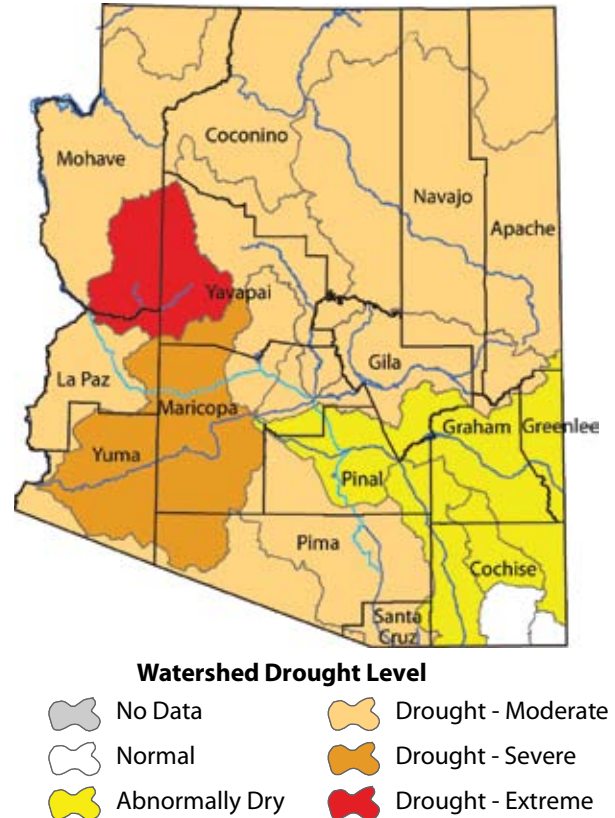 Coconino
Mohave
Navajo
Apache
Yavapai
Gila
La Paz
Maricopa
Graham
Greenlee
Yuma
Pinal
Pima
Cochise
Santa
Cruz
Watershed Drought Level
No Data
Drought - Moderate
Normal
Drought - Severe
Abnormally Dry
Drought - Extreme